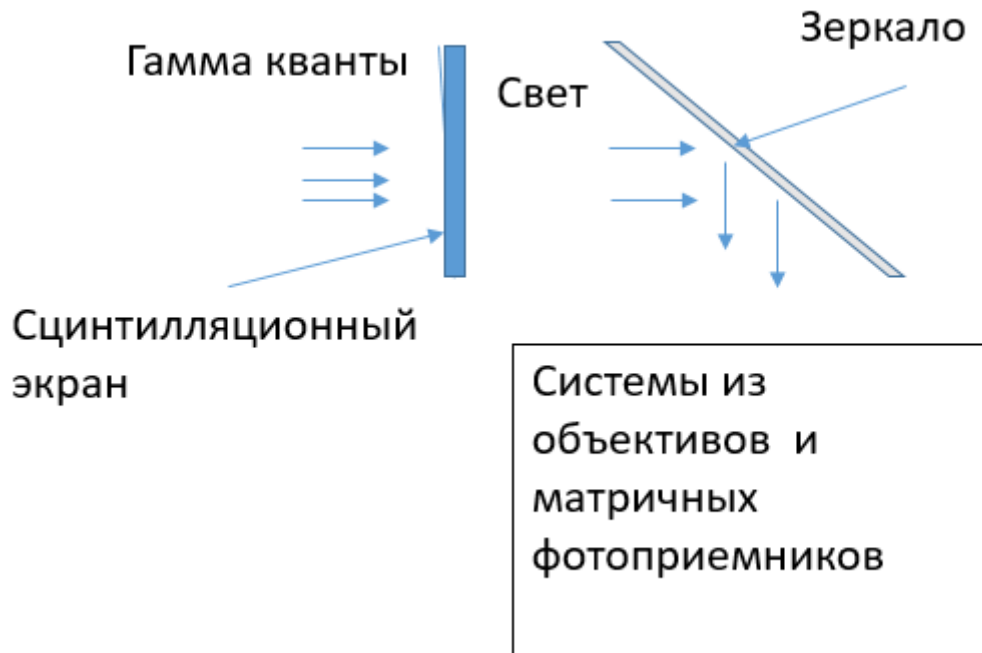 Зеркало
Гамма кванты
Свет
Сцинтилляционный
экран
Системы из
объективов и
матричных
фотоприемников